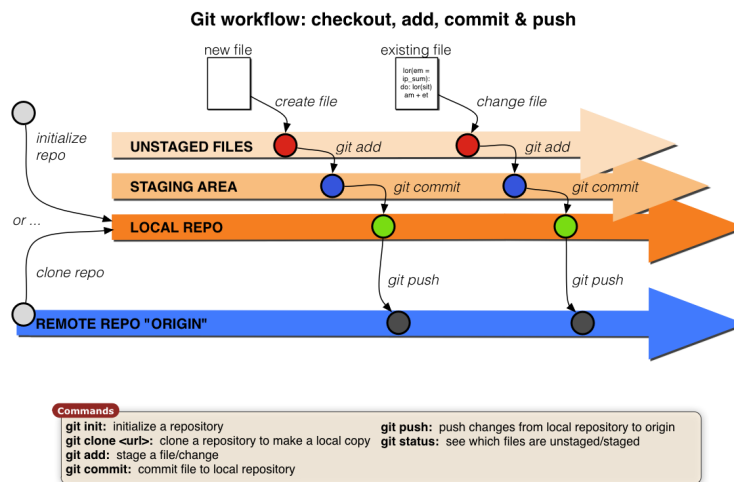 Git workflow: checkout, add, commit & push
new file
existing file
lor(em =
ip_sum):
do: lor(sit)
am + et
create file
change file
initialize
repo
UNSTAGED FILES
git add
git add
STAGING AREA
git commit
git commit
or ...
LOCAL REPO
clone repo
git push
git push
REMOTE REPO "ORIGIN"
Commands
git init: initialize a repository
git clone <url>: clone a repository to make a local copy
git add: stage a file/change
git commit: commit file to local repository
git push: push changes from local repository to origin
git status: see which files are unstaged/staged